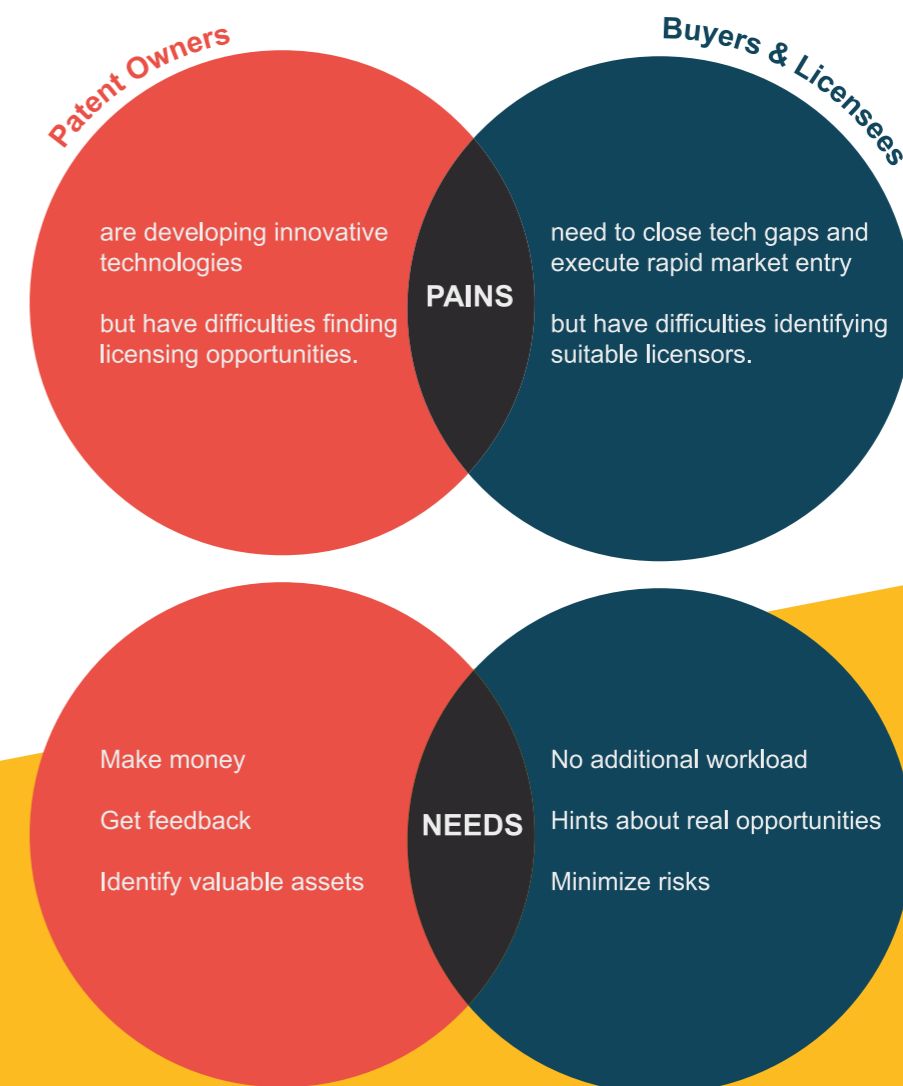 Patent Owners
Buyers & Licensees
are developing innovative
technologies
but have difficulties finding
licensing opportunities.
PAINS
need to close tech gaps and
execute rapid market entry
but have difficulties identifying
suitable licensors.
Make money
Get feedback
Identify valuable assets
NEEDS
No additional workload
Hints about real opportunities
Minimize risks